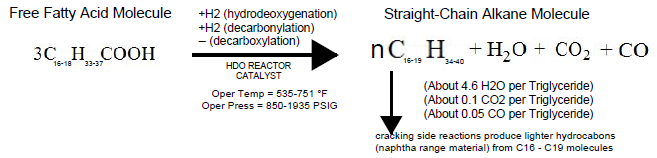 Free Fatty Acid Molecule
+H2 (hydrodeoxygenation)
+H2 (decarbonylation)
– (decarboxylation)
Straight-Chain Alkane Molecule
3C16-18H33-37COOH
HDO REACTOR
CATALYST
nC16-19H34-40 + H2O + CO2 + CO
Oper Temp = 535-751 °F
Oper Press = 850-1935 PSIG
(About 4.6 H2O per Triglyceride)
(About 0.1 CO2 per Triglyceride)
(About 0.05 CO per Triglyceride)
cracking side reactions produce lighter hydrocabons
(naphtha range material) from C16 - C19 molecules